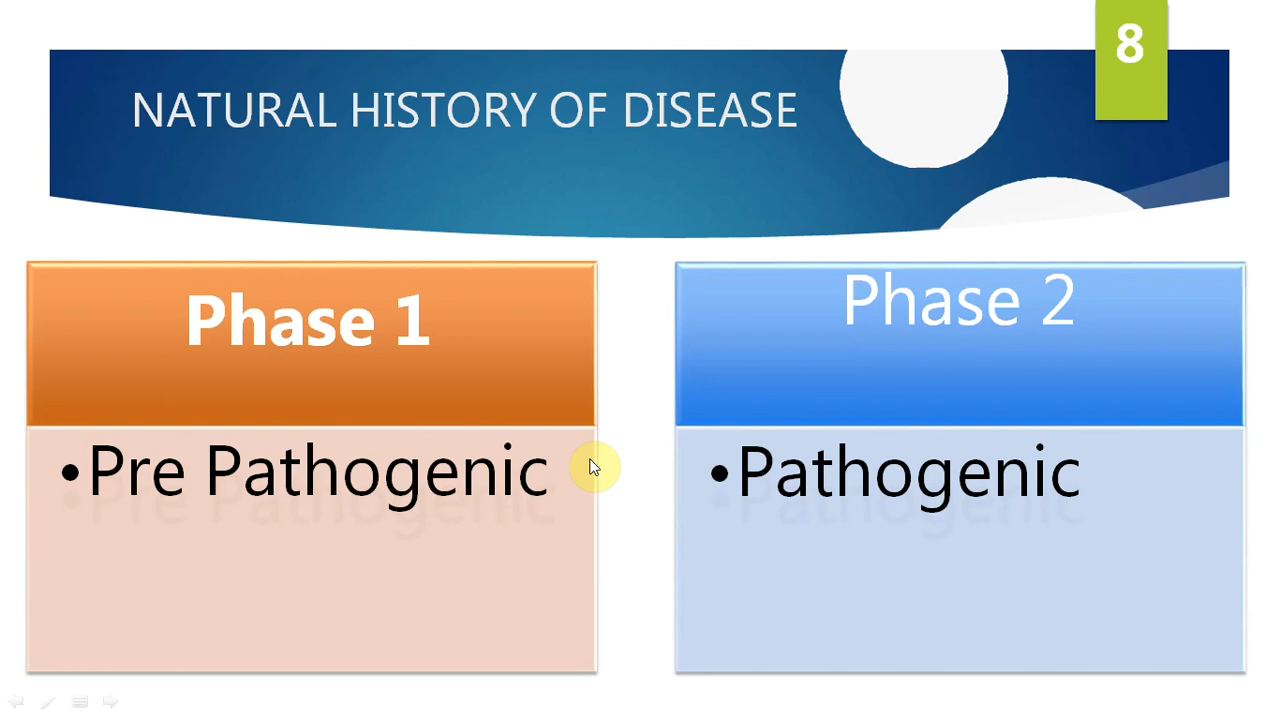 8
NATURAL HISTORY OF DISEASE
Phase 1
•Pre Pathogenic
Phase 2
•Pathogenic